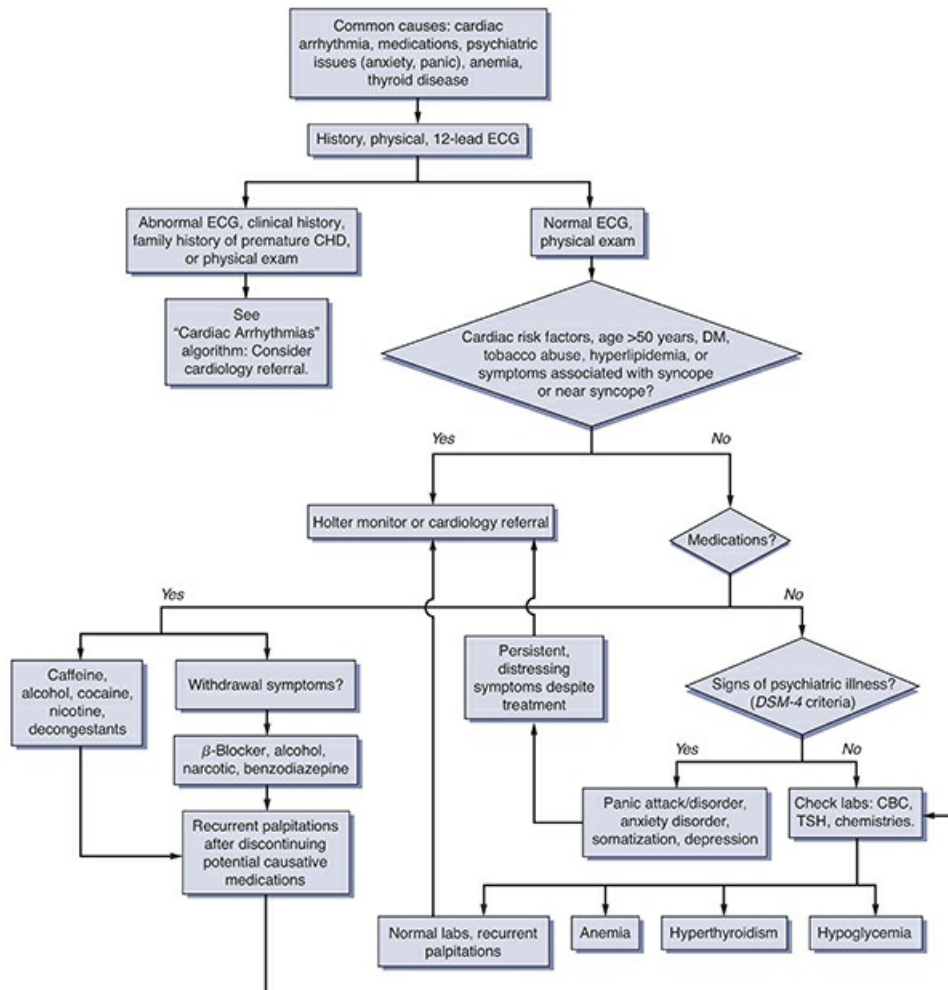 Common causes: cardiac
arrhythmia, medications, psychiatric
issues (anxiety, panic), anemia,
thyroid disease
History, physical, 12-lead ECG
Abnormal ECG, clinical history,
family history of premature CHD,
or physical exam
Normal ECG,
physical exam
See
“Cardiac Arrhythmias”
algorithm: Consider
cardiology referral.
Cardiac risk factors, age >50 years, DM,
tobacco abuse, hyperlipidemia, or
symptoms associated with syncope
or near syncope?
Yes
No
Holter monitor or cardiology referral
Medications?
Yes
No
Caffeine,
alcohol, cocaine,
nicotine,
decongestants
Withdrawal symptoms?
Persistent,
distressing
symptoms despite
treatment
Signs of psychiatric illness?
(DSM-4 criteria)
β-Blocker, alcohol,
narcotic, benzodiazepine
Yes
No
Recurrent palpitations
after discontinuing
potential causative
medications
Panic attack/disorder,
anxiety disorder,
somatization, depression
Check labs: CBC,
TSH, chemistries.
Normal labs, recurrent
palpitations
Anemia
Hyperthyroidism
Hypoglycemia